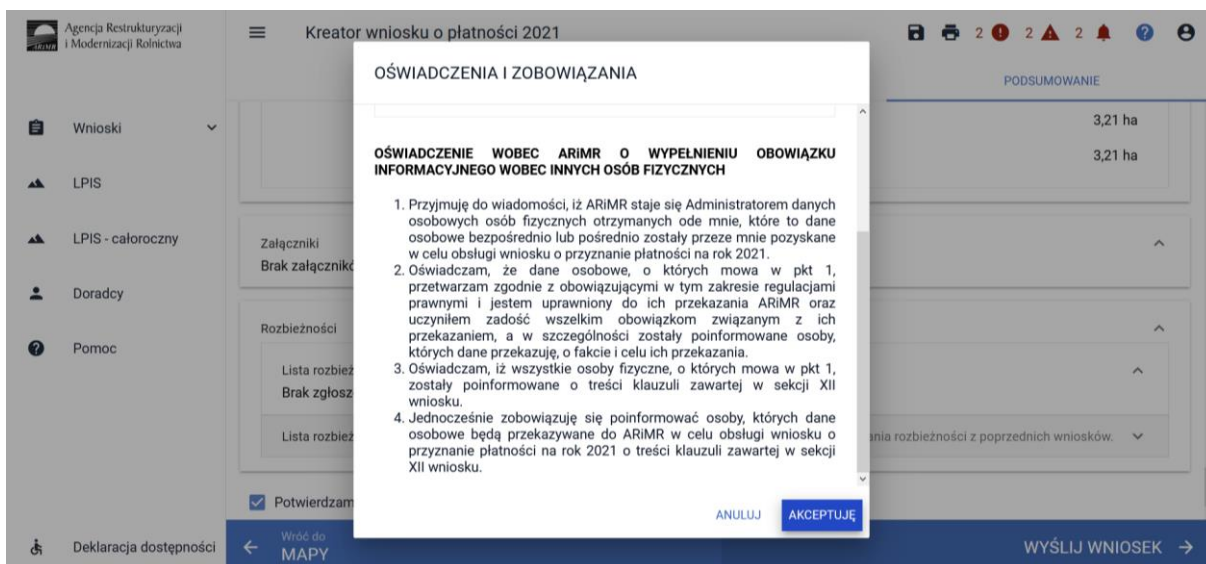 Agencja Restrukturyzacji
i Modernizacji Rolnictwa
ARiMR
Kreator wniosku o płatności 2021
2 2 2
PODSUMOWANIE
Wnioski
LPIS
LPIS - całoroczny
Doradcy
Pomoc
Deklaracja dostępności
3,21 ha
3,21 ha
Załączniki
Brak
Rozbieżności
Lista
Brak
Lista
rozbieżności z poprzednich wniosków.
Potwierdzam
OŚWIADCZENIA I ZOBOWIĄZANIA
OŚWIADCZENIE WOBEC ARiMR O WYPEŁNIENIU OBOWIĄZKU
INFORMACYJNEGO WOBEC INNYCH OSÓB FIZYCZNYCH
1. Przyjmuję do wiadomości, iż ARiMR staje się Administratorem danych
osobowych osób fizycznych otrzymanych ode mnie, które to dane
osobowe bezpośrednio lub pośrednio zostały przeze mnie pozyskane
w celu obsługi wniosku o przyznanie płatności na rok 2021.
2. Oświadczam, że dane osobowe, o których mowa w pkt 1,
przetwarzam zgodnie z obowiązującymi w tym zakresie regulacjami
prawnymi i jestem uprawniony do ich przekazania ARiMR oraz
uczyniłem zadość wszelkim obowiązkom związanym z ich
przekazaniem, a w szczególności zostały poinformowane osoby,
których dane przekazuję, o fakcie i celu ich przekazania.
3. Oświadczam, iż wszystkie osoby fizyczne, o których mowa w pkt 1,
zostały poinformowane o treści klauzuli zawartej w sekcji XII
wniosku.
4. Jednocześnie zobowiązuję się poinformować osoby, których dane
osobowe będą przekazywane do ARiMR w celu obsługi wniosku o
przyznanie płatności na rok 2021 o treści klauzuli zawartej w sekcji
XII wniosku.
ANULUJ AKCEPTUJĘ
Wróć do
MAPY
WYŚLIJ WNIOSEK